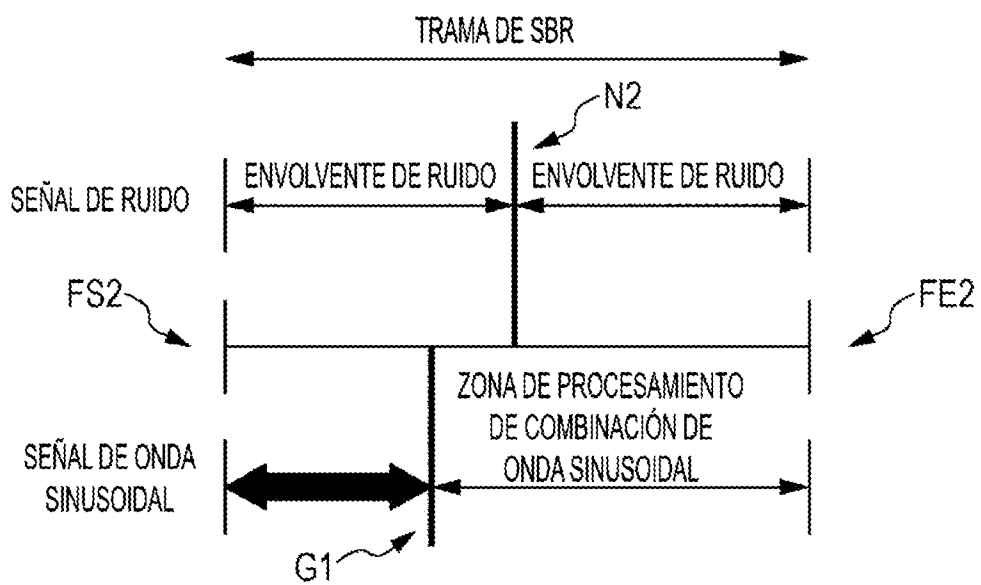 TRAMA DE SBR
N2
ENVOLVENTE DE RUIDO
ENVOLVENTE DE RUIDO
SEÑAL DE RUIDO
FS2
FE2
ZONA DE PROCESAMIENTO
DE COMBINACIÓN DE
ONDA SINUSOIDAL
SEÑAL DE ONDA
SINUSOIDAL
G1